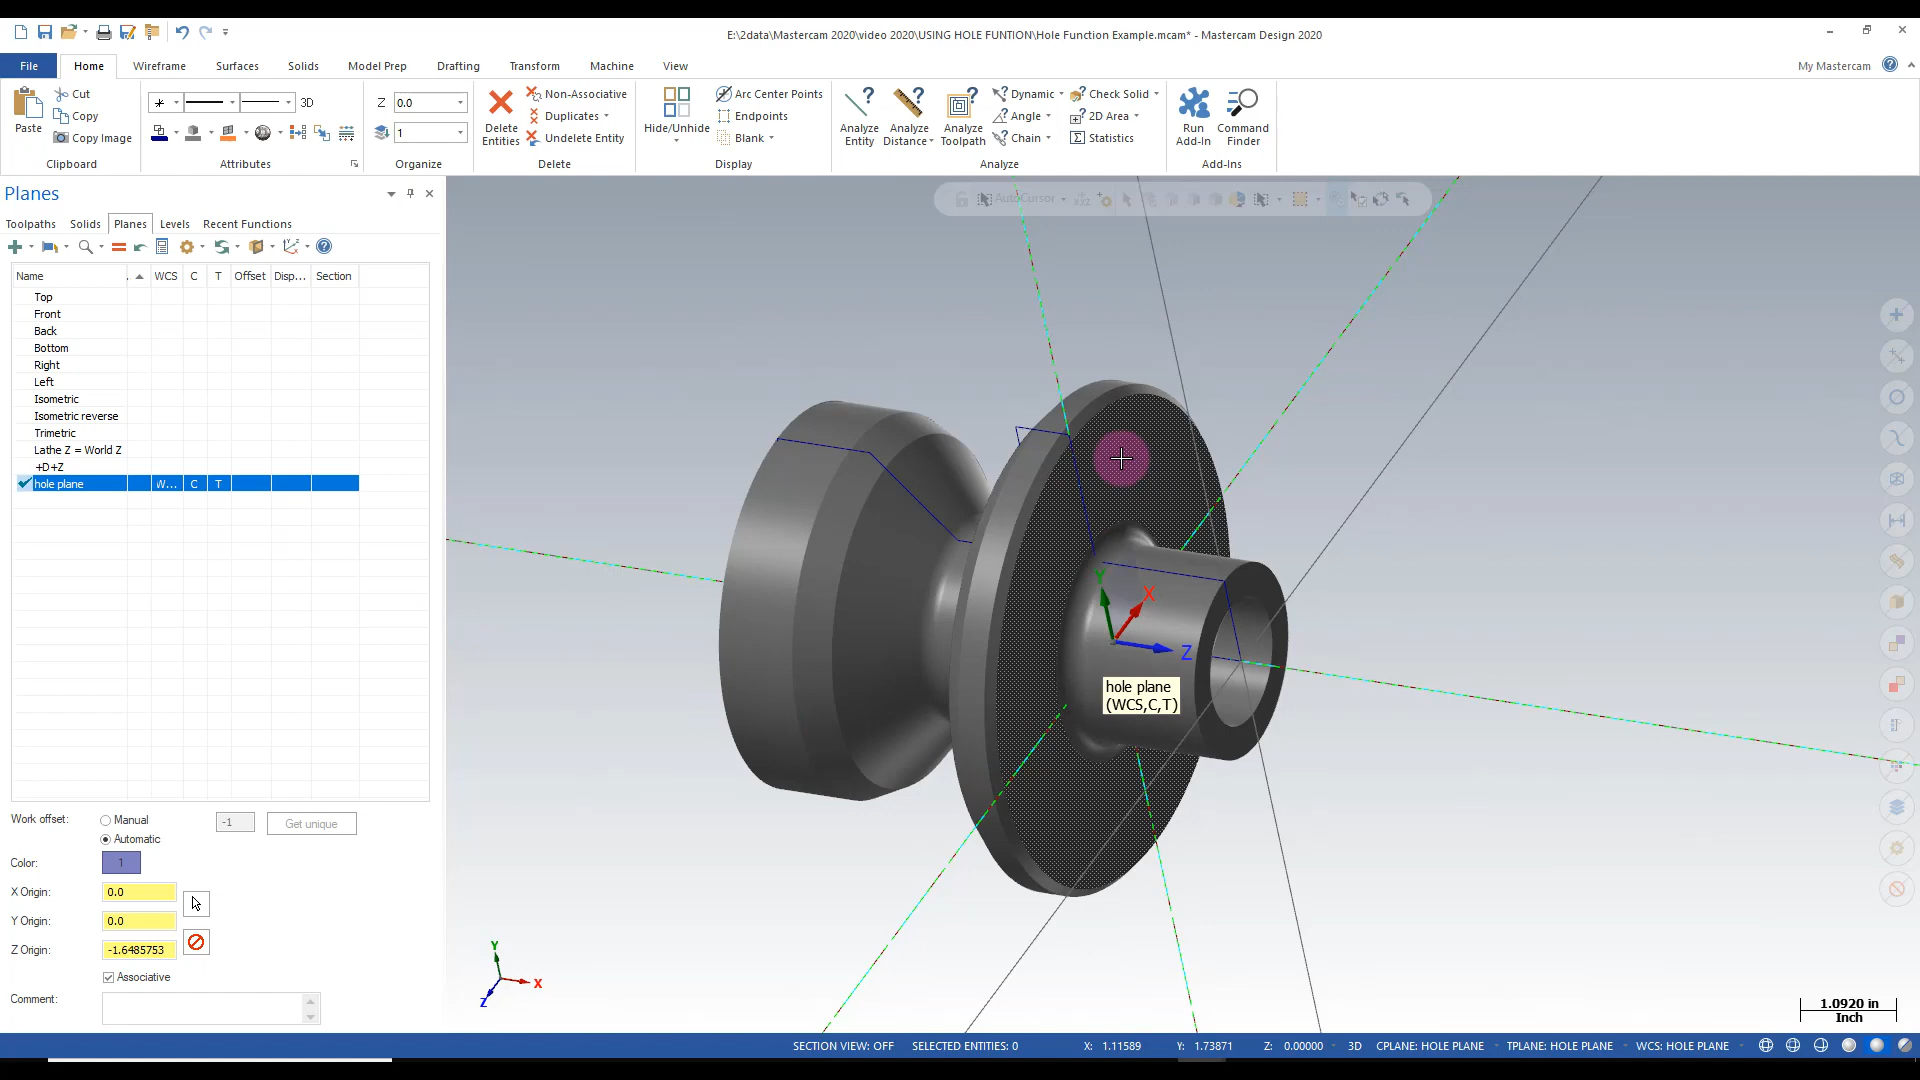 E:\2data\Mastercam 2020\video 2020\USING HOLE FUNTION\Hole Function Example.mcam* - Mastercam Design 2020
File Home Wireframe Surfaces Solids Model Prep Drafting Transform Machine View My Mastercam
Paste
Cut
Copy
Copy Image
Clipboard
3D
Attributes
Z 0.0
1
Organize
Delete Entities
Non-Associative
Duplicates
Undelete Entity
Delete
Hide/Unhide
Arc Center Points
Endpoints
Blank
Display
Analyze Entity
Analyze Distance
Analyze Toolpath
Dynamic
Angle
Chain
Check Solid
2D Area
Statistics
Analyze
Run Add-In
Command Finder
Add-Ins
Planes
Toolpaths Solids Planes Levels Recent Functions
Name WCS C T Offset Disp... Section
Top
Front
Back
Bottom
Right
Left
Isometric
Isometric reverse
Trimetric
Lathe Z = World Z
+D+Z
hole plane W... C T
Work offset: Manual -1 Get unique
Automatic
Color: 1
X Origin: 0.0
Y Origin: 0.0
Z Origin: -1.6485753
Associative
Comment:
AutoCursor
Y
X
Z
hole plane
(WCS,C,T)
Y
X
Z
1.0920 in
Inch
SECTION VIEW: OFF SELECTED ENTITIES: 0 X: 1.11589 Y: 1.73871 Z: 0.00000 3D CPLANE: HOLE PLANE TPLANE: HOLE PLANE WCS: HOLE PLANE